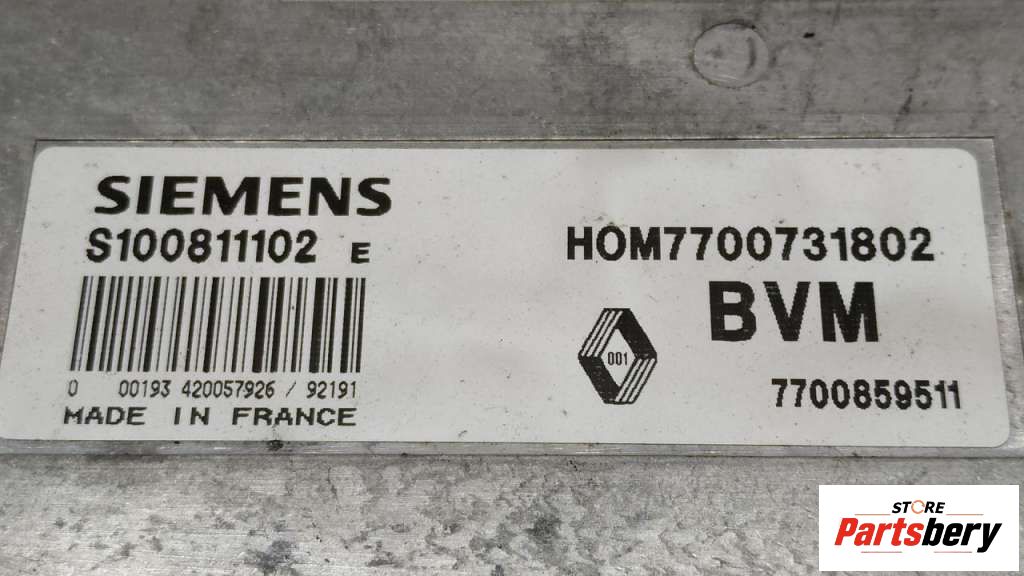 SIEMENS
S100811102 E
0 00193 420057926 / 92191
MADE IN FRANCE
HOM7700731802
BVM
001
7700859511
STORE
Partsbery